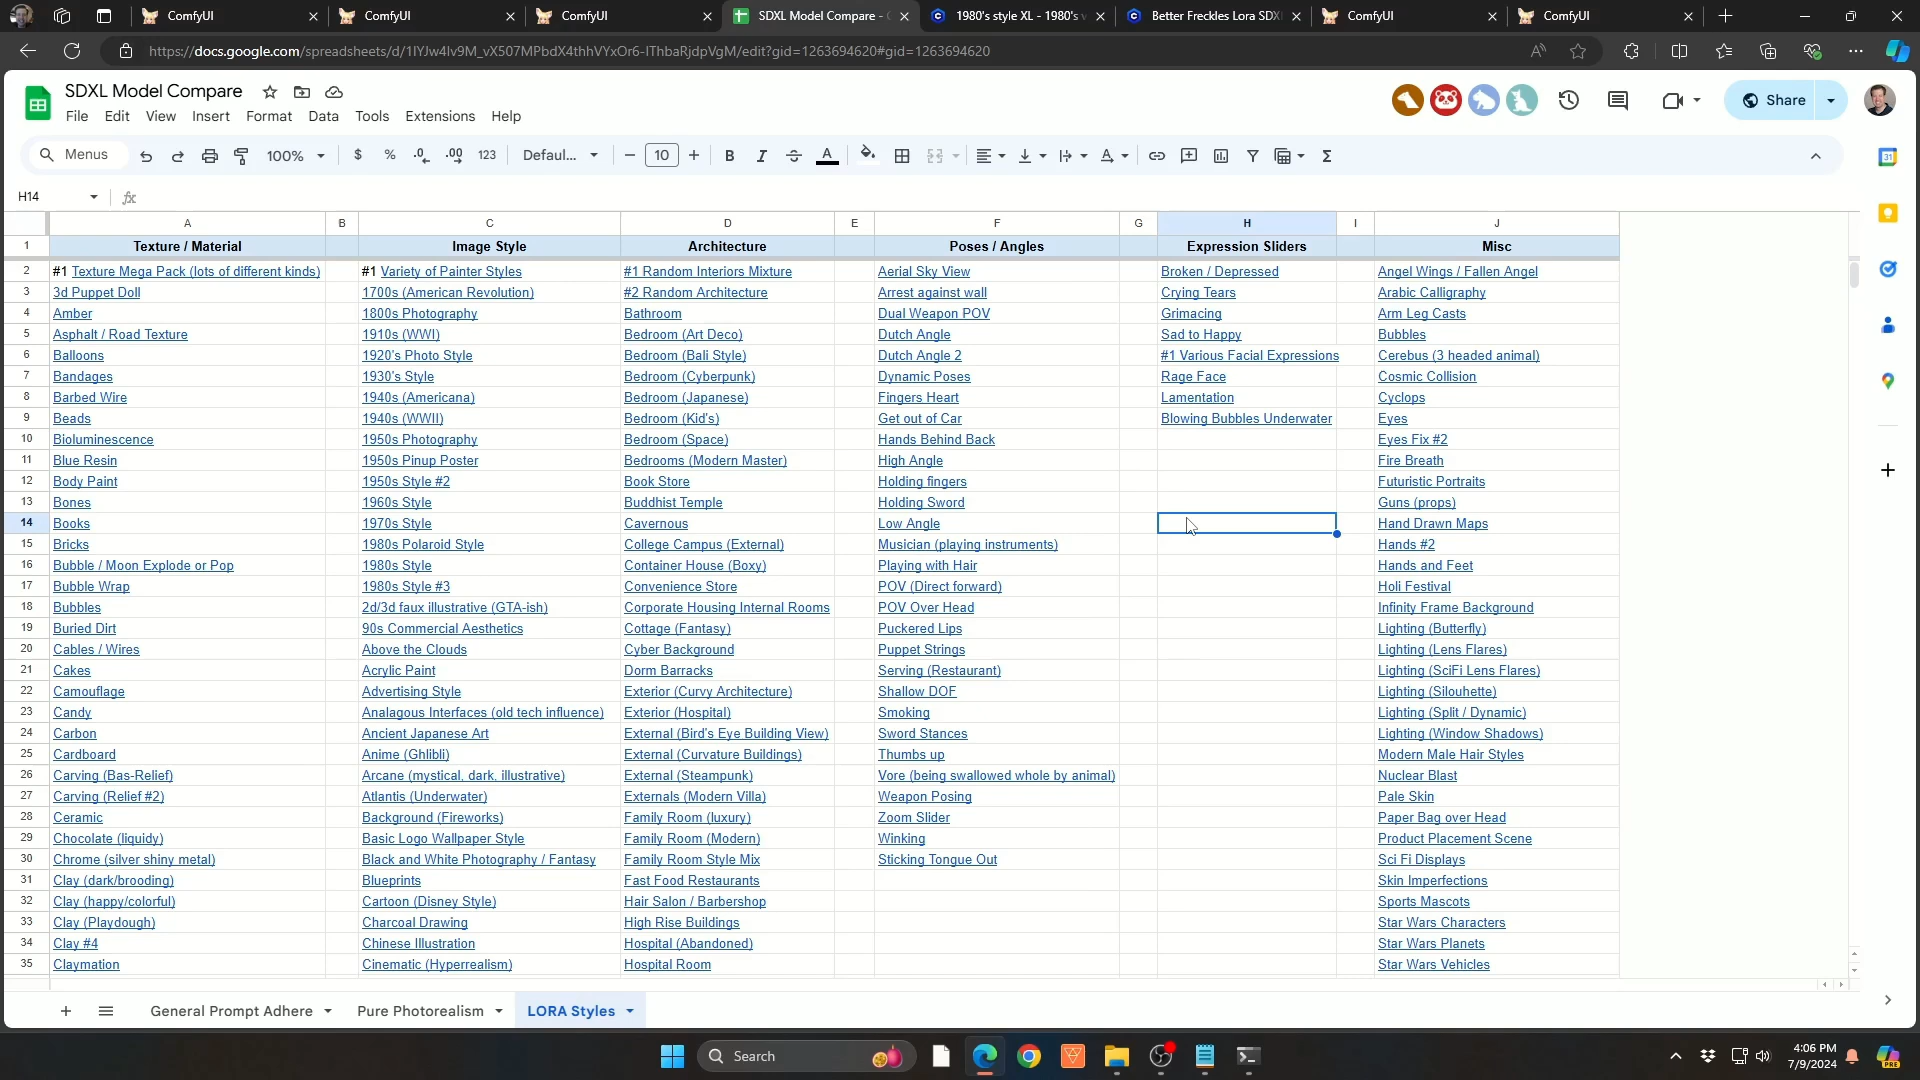 ComfyUI
ComfyUI
ComfyUI
SDXL Model Compare -
1980's style XL - 1980's
Better Freckles Lora SDX
ComfyUI
ComfyUI
https://docs.google.com/spreadsheets/d/1IYJw4lv9M_vX507MPbdX4thhVYxOr6-IThbaRjdpVgM/edit?gid=1263694620#gid=1263694620
SDXL Model Compare
File Edit View Insert Format Data Tools Extensions Help
Share
Menus 100% $ % .0 .00 123 Defaul... 10 B I A
H14 fx
A B C D E F G H I J
1 Texture / Material Image Style Architecture Poses / Angles Expression Sliders Misc
2 #1 Texture Mega Pack (lots of different kinds) #1 Variety of Painter Styles #1 Random Interiors Mixture Aerial Sky View Broken / Depressed Angel Wings / Fallen Angel
3 3d Puppet Doll 1700s (American Revolution) #2 Random Architecture Arrest against wall Crying Tears Arabic Calligraphy
4 Amber 1800s Photography Bathroom Dual Weapon POV Grimacing Arm Leg Casts
5 Asphalt / Road Texture 1910s (WWI) Bedroom (Art Deco) Dutch Angle Sad to Happy Bubbles
6 Balloons 1920's Photo Style Bedroom (Bali Style) Dutch Angle 2 #1 Various Facial Expressions Cerebus (3 headed animal)
7 Bandages 1930's Style Bedroom (Cyberpunk) Dynamic Poses Rage Face Cosmic Collision
8 Barbed Wire 1940s (Americana) Bedroom (Japanese) Fingers Heart Lamentation Cyclops
9 Beads 1940s (WWII) Bedroom (Kid's) Get out of Car Blowing Bubbles Underwater Eyes
10 Bioluminescence 1950s Photography Bedroom (Space) Hands Behind Back Eyes Fix #2
11 Blue Resin 1950s Pinup Poster Bedrooms (Modern Master) High Angle Fire Breath
12 Body Paint 1950s Style #2 Book Store Holding fingers Futuristic Portraits
13 Bones 1960s Style Buddhist Temple Holding Sword Guns (props)
14 Books 1970s Style Cavernous Low Angle Hand Drawn Maps
15 Bricks 1980s Polaroid Style College Campus (External) Musician (playing instruments) Hands #2
16 Bubble / Moon Explode or Pop 1980s Style Container House (Boxy) Playing with Hair Hands and Feet
17 Bubble Wrap 1980s Style #3 Convenience Store POV (Direct forward) Holi Festival
18 Bubbles 2d/3d faux illustrative (GTA-ish) Corporate Housing Internal Rooms POV Over Head Infinity Frame Background
19 Buried Dirt 90s Commercial Aesthetics Cottage (Fantasy) Puckered Lips Lighting (Butterfly)
20 Cables / Wires Above the Clouds Cyber Background Puppet Strings Lighting (Lens Flares)
21 Cakes Acrylic Paint Dorm Barracks Serving (Restaurant) Lighting (SciFi Lens Flares)
22 Camouflage Advertising Style Exterior (Curvy Architecture) Shallow DOF Lighting (Silouhette)
23 Candy Analagous Interfaces (old tech influence) Exterior (Hospital) Smoking Lighting (Split / Dynamic)
24 Carbon Ancient Japanese Art External (Bird's Eye Building View) Sword Stances Lighting (Window Shadows)
25 Cardboard Anime (Ghlibli) External (Curvature Buildings) Thumbs up Modern Male Hair Styles
26 Carving (Bas-Relief) Arcane (mystical, dark, illustrative) External (Steampunk) Vore (being swallowed whole by animal) Nuclear Blast
27 Carving (Relief #2) Atlantis (Underwater) Externals (Modern Villa) Weapon Posing Pale Skin
28 Ceramic Background (Fireworks) Family Room (luxury) Zoom Slider Paper Bag over Head
29 Chocolate (liquidy) Basic Logo Wallpaper Style Family Room (Modern) Winking Product Placement Scene
30 Chrome (silver shiny metal) Black and White Photography / Fantasy Family Room Style Mix Sticking Tongue Out Sci Fi Displays
31 Clay (dark/brooding) Blueprints Fast Food Restaurants Skin Imperfections
32 Clay (happy/colorful) Cartoon (Disney Style) Hair Salon / Barbershop Sports Mascots
33 Clay (Playdough) Charcoal Drawing High Rise Buildings Star Wars Characters
34 Clay #4 Chinese Illustration Hospital (Abandoned) Star Wars Planets
35 Claymation Cinematic (Hyperrealism) Hospital Room Star Wars Vehicles
General Prompt Adhere Pure Photorealism LORA Styles
Search
4:06 PM
7/9/2024